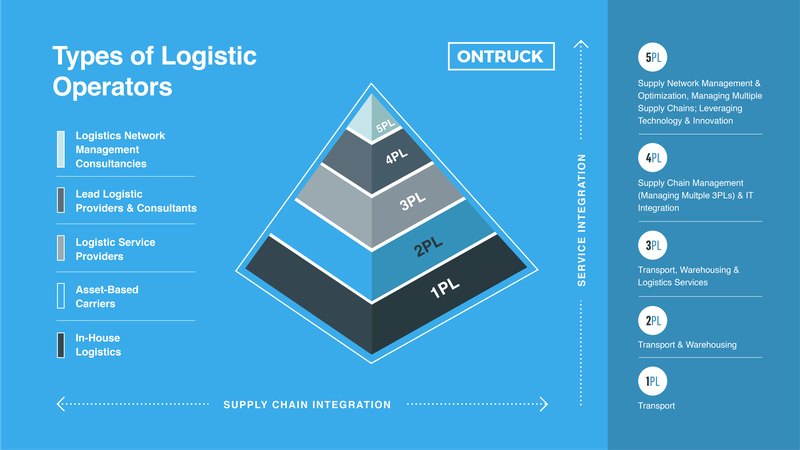 Types of Logistic
Operators
ONTRUCK
Logistics Network
Management
Consultancies
Lead Logistic
Providers & Consultants
Logistic Service
Providers
Asset-Based
Carriers
In-House
Logistics
5PL
4PL
3PL
2PL
1PL
SUPPLY CHAIN INTEGRATION
SERVICE INTEGRATION
5PL
Supply Network Management &
Optimization, Managing Multiple
Supply Chains; Leveraging
Technology & Innovation
4PL
Supply Chain Management
(Managing Multple 3PLs) & IT
Integration
3PL
Transport, Warehousing &
Logistics Services
2PL
Transport & Warehousing
1PL
Transport